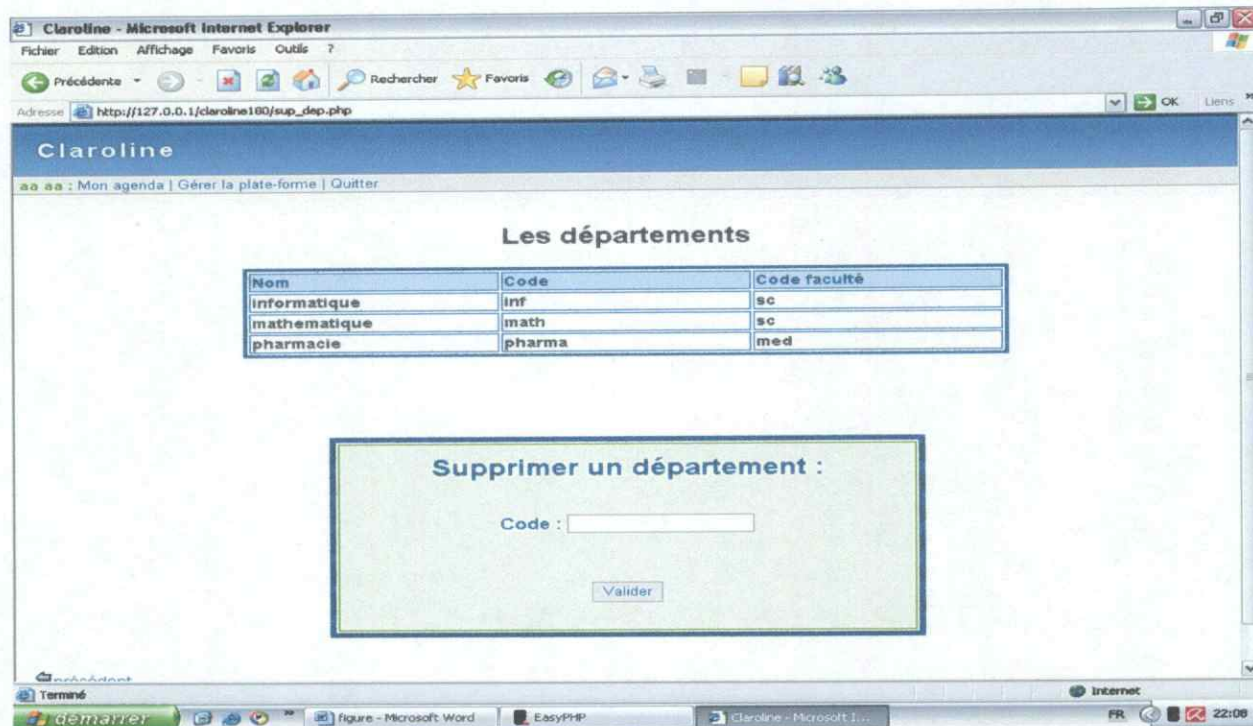 Claroline - Microsoft Internet Explorer
Fichier Edition Affichage Favoris Outils ?
Précédente Rechercher Favoris
Adresse http://127.0.0.1/claroline180/sup_dep.php OK Liens »
Claroline
aa aa : Mon agenda | Gérer la plate-forme | Quitter
Les départements
Nom Code Code faculté
informatique inf sc
mathematique math sc
pharmacie pharma med
Supprimer un département :
Code :
Valider
précédent
Terminé Internet
démarrer » figure - Microsoft Word EasyPHP Claroline - Microsoft I... FR 22:08